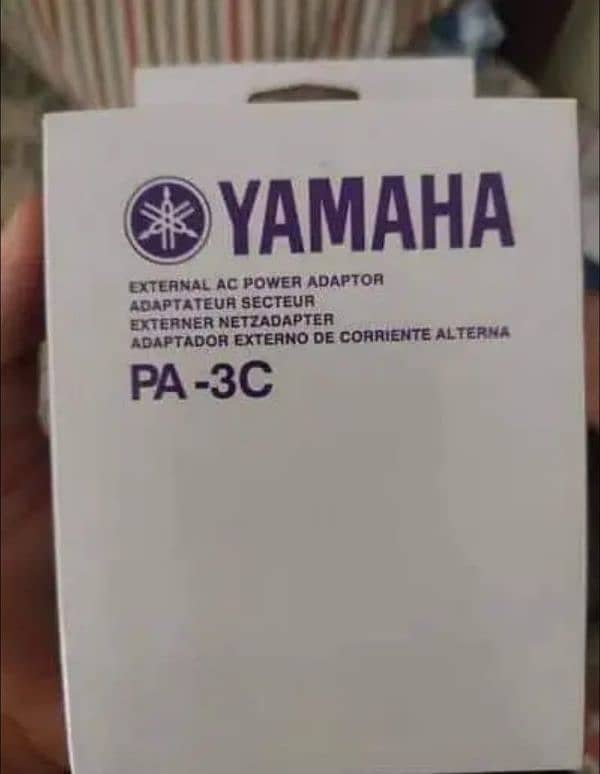 YAMAHA
EXTERNAL AC POWER ADAPTOR
ADAPTATEUR SECTEUR
EXTERNER NETZADAPTER
ADAPTADOR EXTERNO DE CORRIENTE ALTERNA
PA-3C